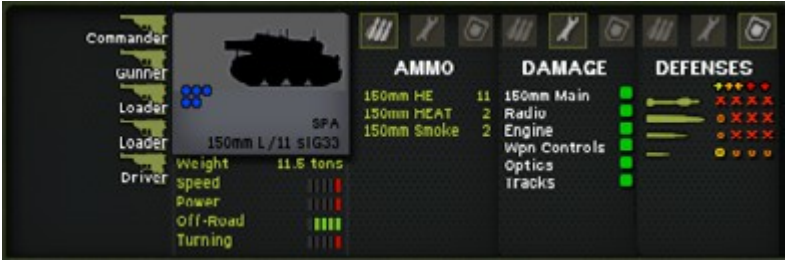 Commander
Gunner
Loader
Loader
Driver
SPA
150mm L/11 sIG33
Weight 11.5 tons
Speed
Power
Off-Road
Turning
AMMO
150mm HE 11
150mm HEAT 2
150mm Smoke 2
DAMAGE
150mm Main
Radio
Engine
Wpn Controls
Optics
Tracks
DEFENSES